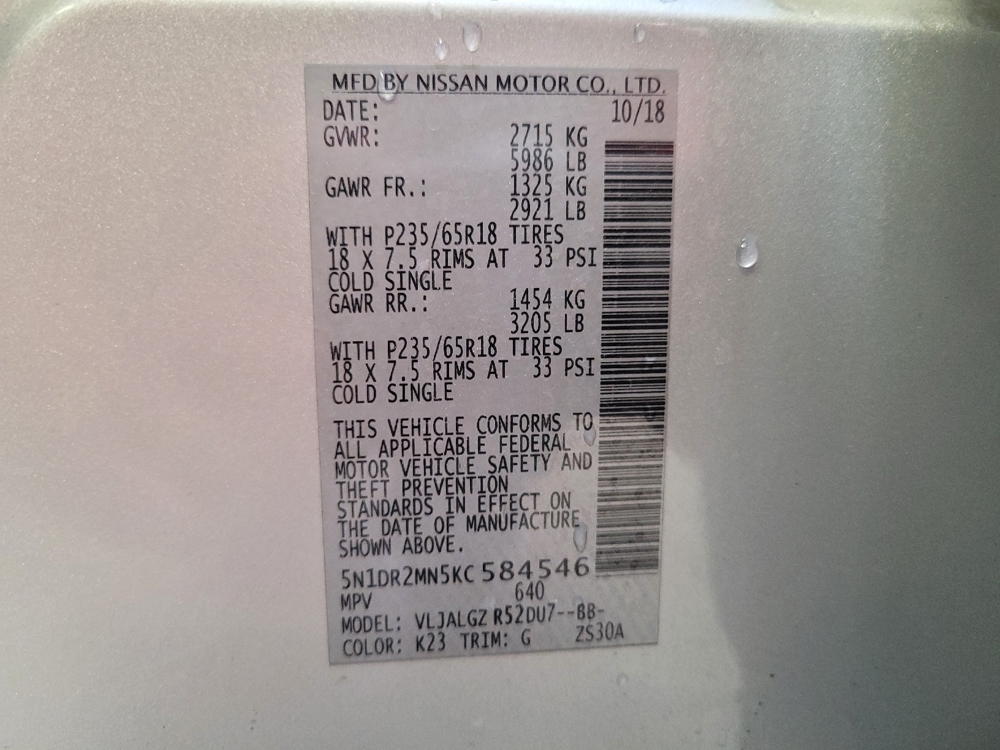 MFD BY NISSAN MOTOR CO., LTD.
DATE: 10/18
GVWR: 2715 KG
5986 LB
GAWR FR.: 1325 KG
2921 LB
WITH P235/65R18 TIRES
18 X 7.5 RIMS AT 33 PSI
COLD SINGLE
GAWR RR.: 1454 KG
3205 LB
WITH P235/65R18 TIRES
18 X 7.5 RIMS AT 33 PSI
COLD SINGLE
THIS VEHICLE CONFORMS TO
ALL APPLICABLE FEDERAL
MOTOR VEHICLE SAFETY AND
THEFT PREVENTION
STANDARDS IN EFFECT ON
THE DATE OF MANUFACTURE
SHOWN ABOVE.
5N1DR2MN5KC 584546
MPV 640
MODEL: VLJALGZ R52DU7--BB-
COLOR: K23 TRIM: G ZS30A